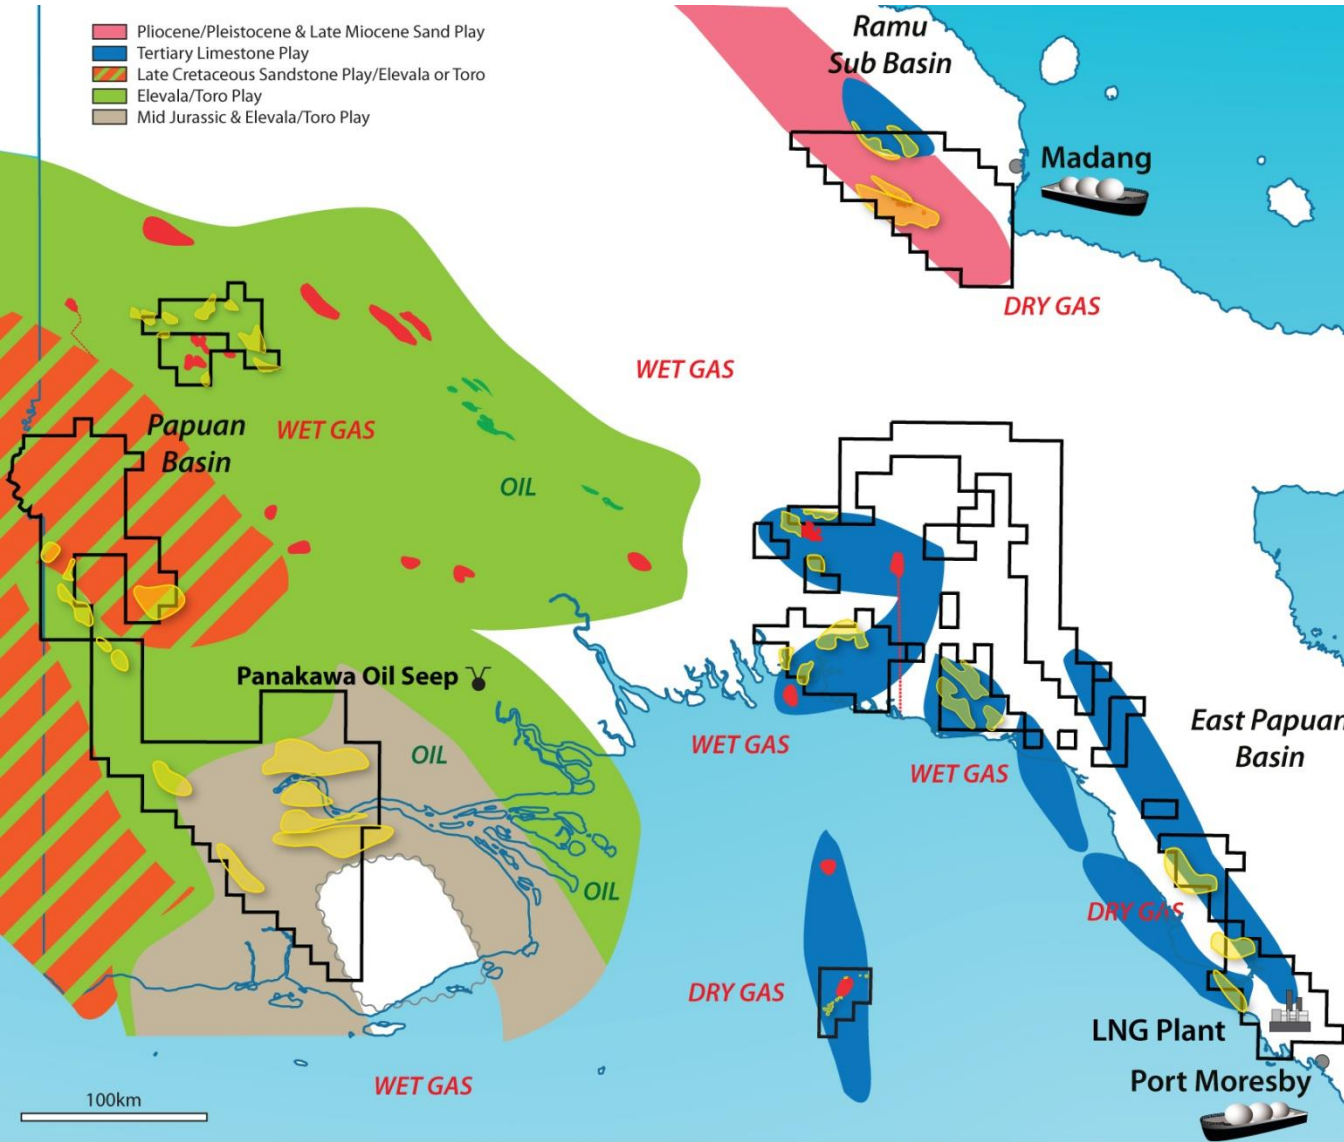 Pliocene/Pleistocene & Late Miocene Sand Play
Tertiary Limestone Play
Late Cretaceous Sandstone Play/Elevala or Toro
Elevala/Toro Play
Mid Jurassic & Elevala/Toro Play
Ramu
Sub Basin
Madang
DRY GAS
WET GAS
Papuan
Basin
WET GAS
OIL
Panakawa Oil Seep
OIL
WET GAS
WET GAS
East Papuan
Basin
OIL
DRY GAS
DRY GAS
LNG Plant
Port Moresby
WET GAS
100km